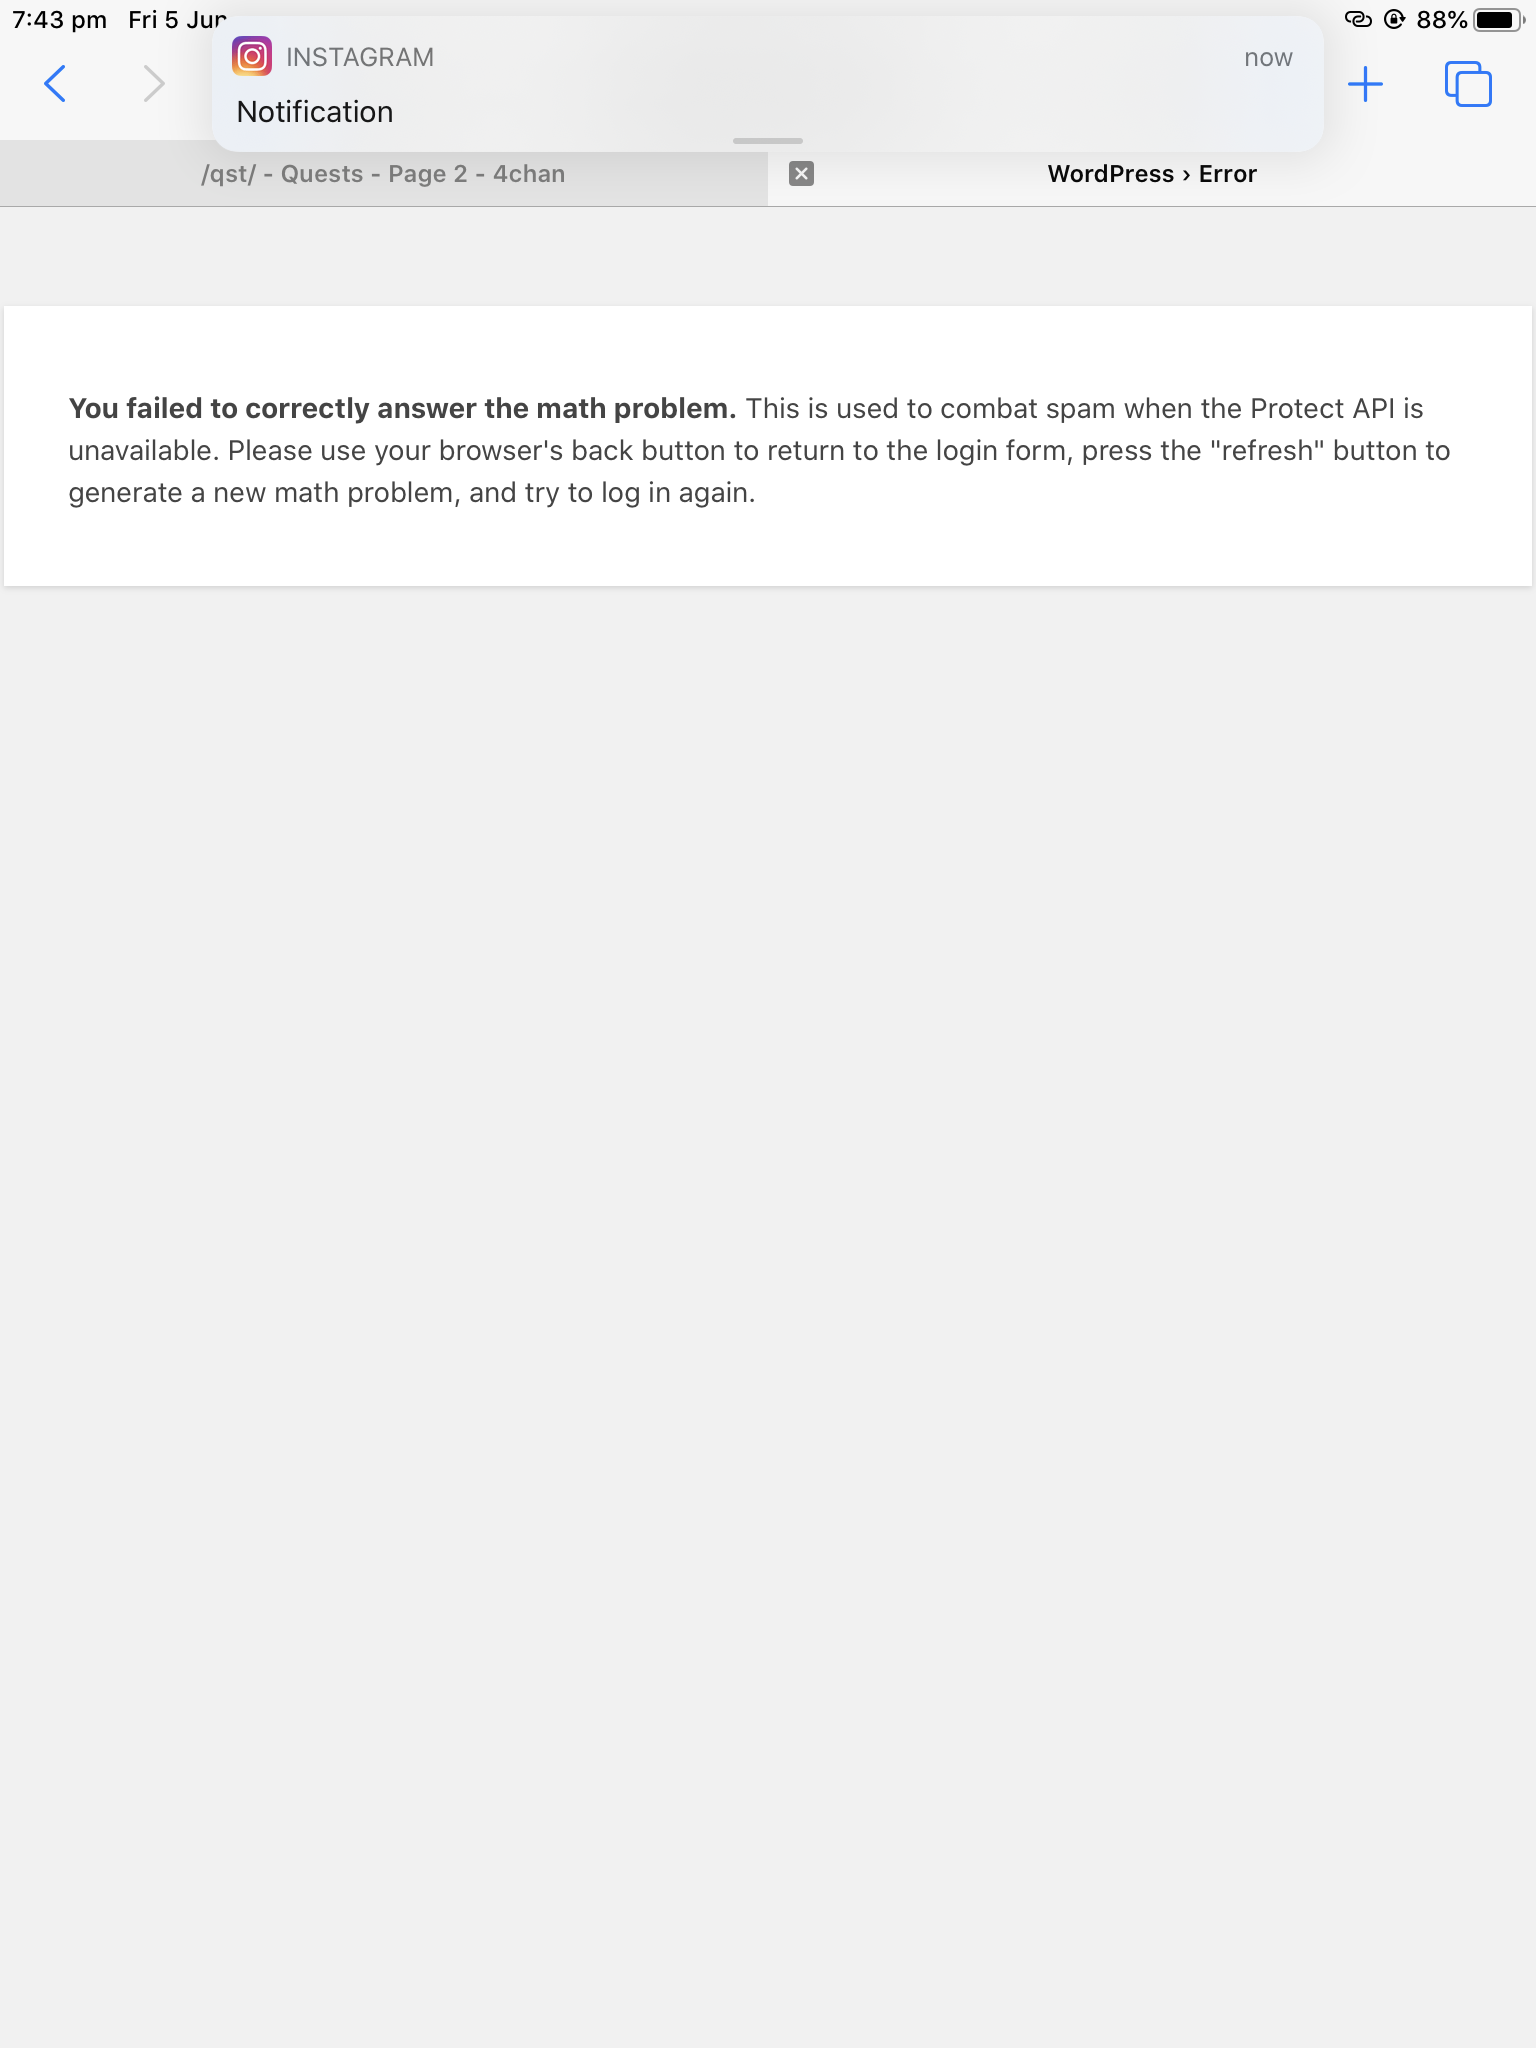 7:43 pm Fri 5 Jun 88%
INSTAGRAM now
Notification
/qst/ - Quests - Page 2 - 4chan WordPress › Error
You failed to correctly answer the math problem. This is used to combat spam when the Protect API is
unavailable. Please use your browser's back button to return to the login form, press the "refresh" button to
generate a new math problem, and try to log in again.